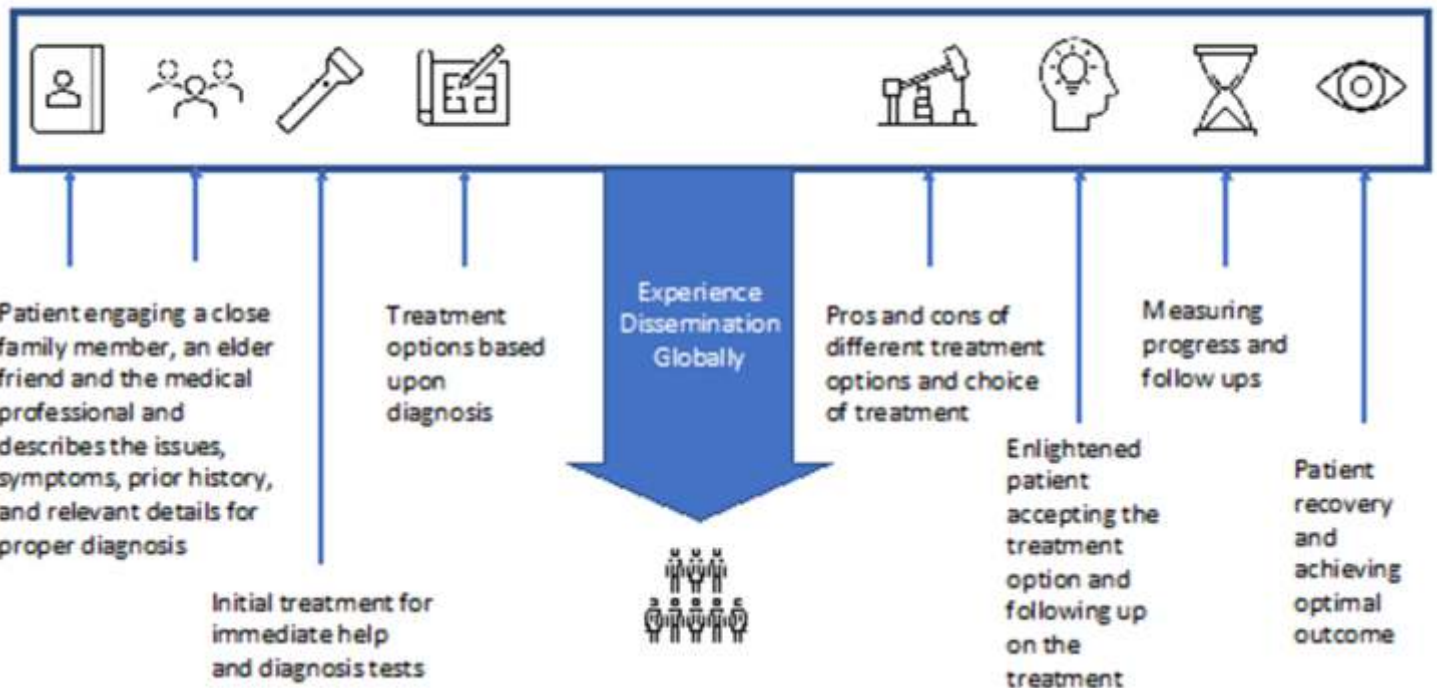 Patient engaging a close
family member, an elder
friend and the medical
professional and
describes the issues,
symptoms, prior history,
and relevant details for
proper diagnosis
Initial treatment for
immediate help
and diagnosis tests
Treatment
options based
upon
diagnosis
Experience
Dissemination
Globally
Pros and cons of
different treatment
options and choice
of treatment
Enlightened
patient
accepting the
treatment
option and
following up
on the
treatment
Measuring
progress and
follow ups
Patient
recovery
and
achieving
optimal
outcome